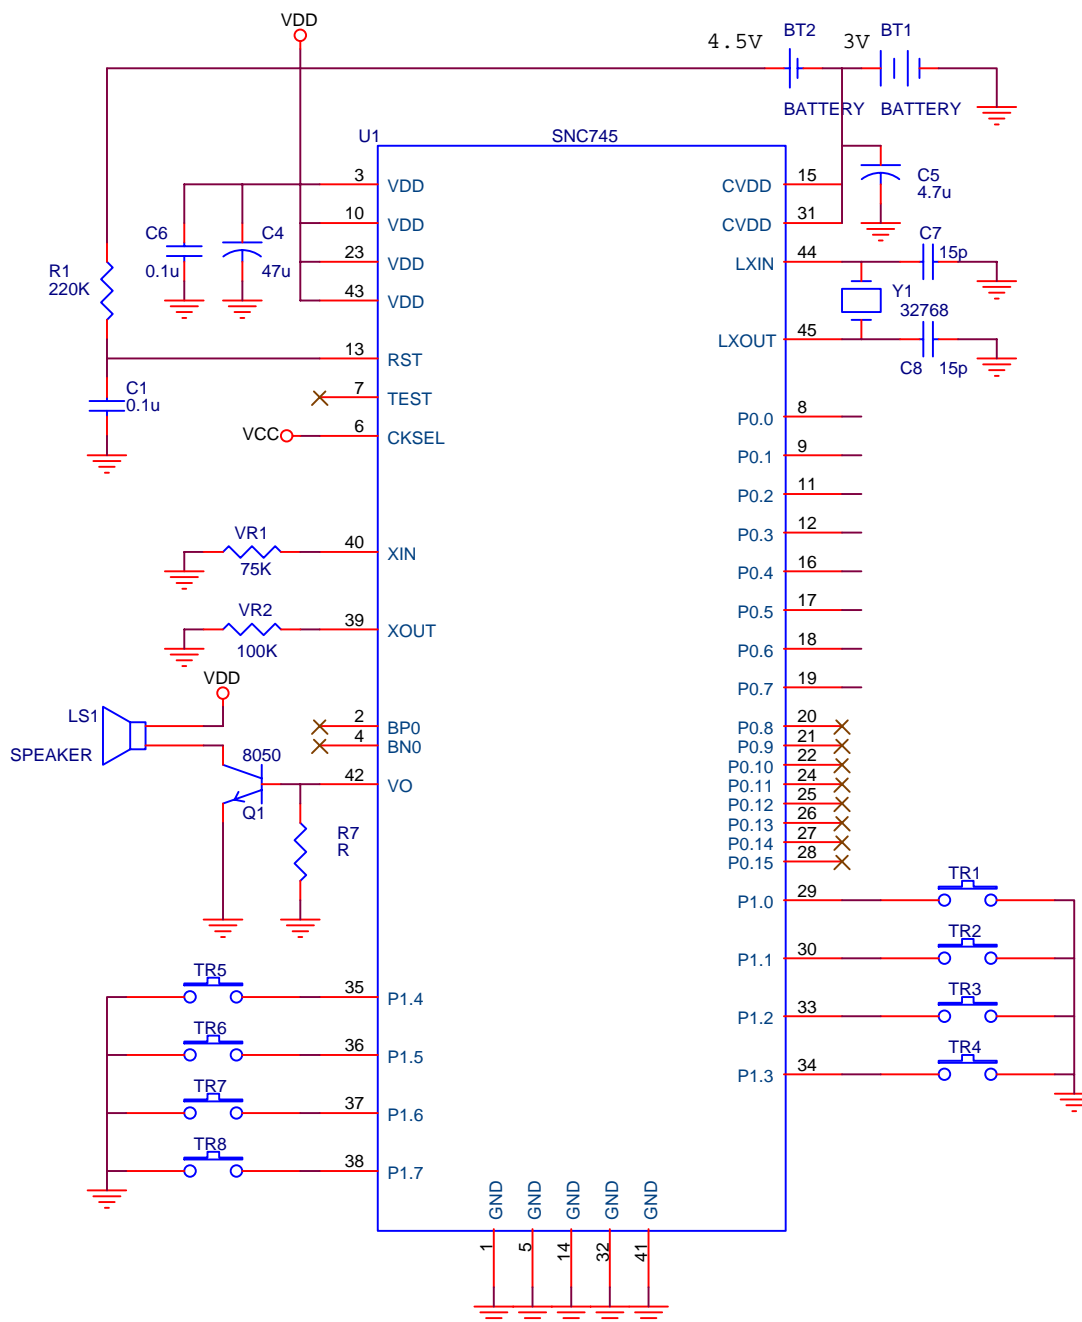 VDD
4.5V
BT2
3V
BT1
BATTERY
BATTERY
U1
SNC745
3
VDD
10
VDD
23
VDD
43
VDD
13
RST
7
TEST
6
CKSEL
VCC
40
XIN
39
XOUT
2
BP0
4
BN0
42
VO
35
P1.4
36
P1.5
37
P1.6
38
P1.7
C6
0.1u
C4
47u
R1
220K
C1
0.1u
VR1
75K
VR2
100K
VDD
LS1
SPEAKER
8050
Q1
R7
R
TR5
TR6
TR7
TR8
CVDD
15
CVDD
31
LXIN
44
LXOUT
45
C5
4.7u
C7
15p
Y1
32768
C8
15p
P0.0
8
P0.1
9
P0.2
11
P0.3
12
P0.4
16
P0.5
17
P0.6
18
P0.7
19
P0.8
20
P0.9
21
P0.10
22
P0.11
24
P0.12
25
P0.13
26
P0.14
27
P0.15
28
P1.0
29
P1.1
30
P1.2
33
P1.3
34
TR1
TR2
TR3
TR4
GND
GND
GND
GND
GND
1
5
14
32
41